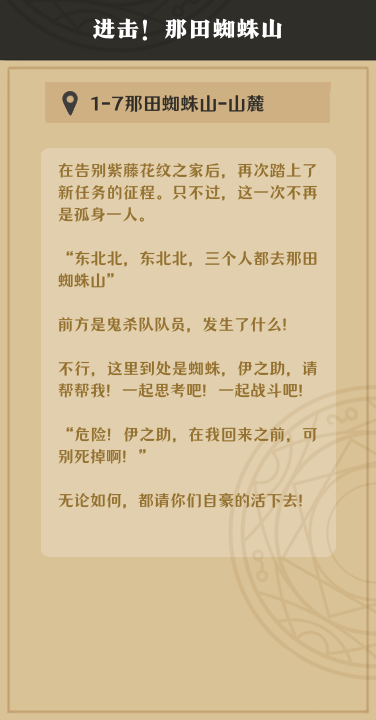 进击！那田蜘蛛山
1-7那田蜘蛛山-山麓
在告别紫藤花纹之家后，再次踏上了
新任务的征程。只不过，这一次不再
是孤身一人。
“东北北，东北北，三个人都去那田
蜘蛛山”
前方是鬼杀队队员，发生了什么！
不行，这里到处是蜘蛛，伊之助，请
帮帮我！一起思考吧！一起战斗吧！
“危险！伊之助，在我回来之前，可
别死掉啊！”
无论如何，都请你们自豪的活下去！